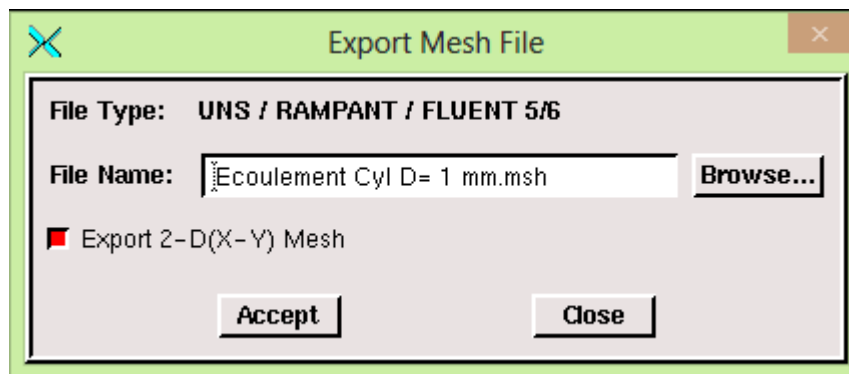 Export Mesh File
File Type: UNS / RAMPANT / FLUENT 5/6
File Name: Ecoulement Cyl D= 1 mm.msh Browse...
Export 2-D(X-Y) Mesh
Accept Close